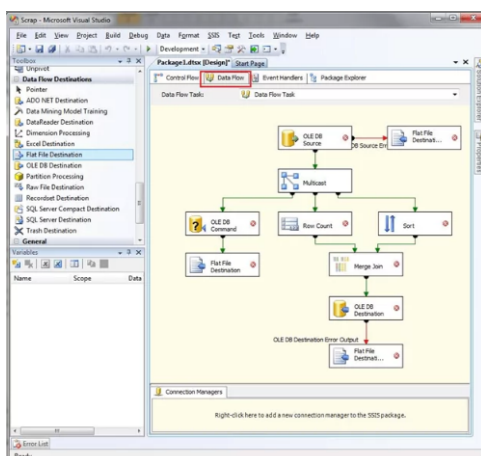 Scrap - Microsoft Visual Studio
File Edit View Project Build Debug Data Format SSIS Test Tools Window Help
Development
Toolbox
Unpivot
Data Flow Destinations
Pointer
ADO NET Destination
Data Mining Model Training
DataReader Destination
Dimension Processing
Excel Destination
Flat File Destination
OLE DB Destination
Partition Processing
Raw File Destination
Recordset Destination
SQL Server Compact Destination
SQL Server Destination
Trash Destination
General
Variables
Name Scope Data
Error List
Ready
Package1.dtsx [Design]* Start Page
Control Flow Data Flow Event Handlers Package Explorer
Data Flow Task: Data Flow Task
OLE DB
Source
DB Source Err
Flat File
Destinat...
Multicast
OLE DB
Command
Row Count
Sort
Flat File
Destination
Merge Join
OLE DB
Destination
OLE DB Destination Error Output
Flat File
Destinat...
Connection Managers
Right-click here to add a new connection manager to the SSIS package.
Solution Explorer
Properties